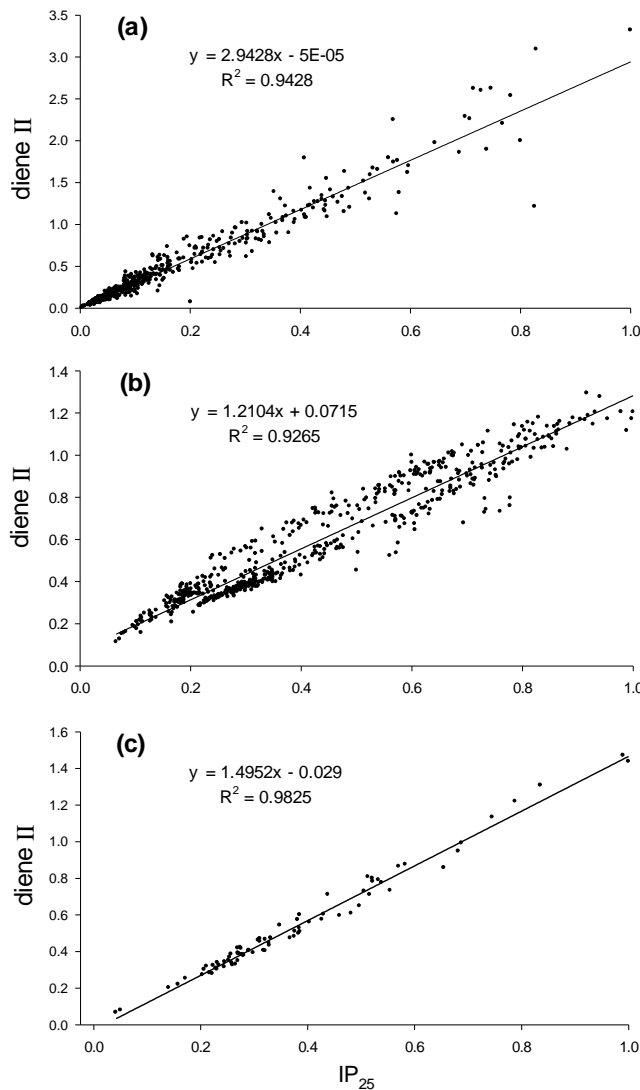 (a)
y = 2.9428x - 5E-05
R² = 0.9428
diene II
3.5
3.0
2.5
2.0
1.5
1.0
0.5
0.0
0.0 0.2 0.4 0.6 0.8 1.0
(b)
y = 1.2104x + 0.0715
R² = 0.9265
diene II
1.4
1.2
1.0
0.8
0.6
0.4
0.2
0.0
0.0 0.2 0.4 0.6 0.8 1.0
(c)
y = 1.4952x - 0.029
R² = 0.9825
diene II
1.6
1.4
1.2
1.0
0.8
0.6
0.4
0.2
0.0
0.0 0.2 0.4 0.6 0.8 1.0
IP₂₅